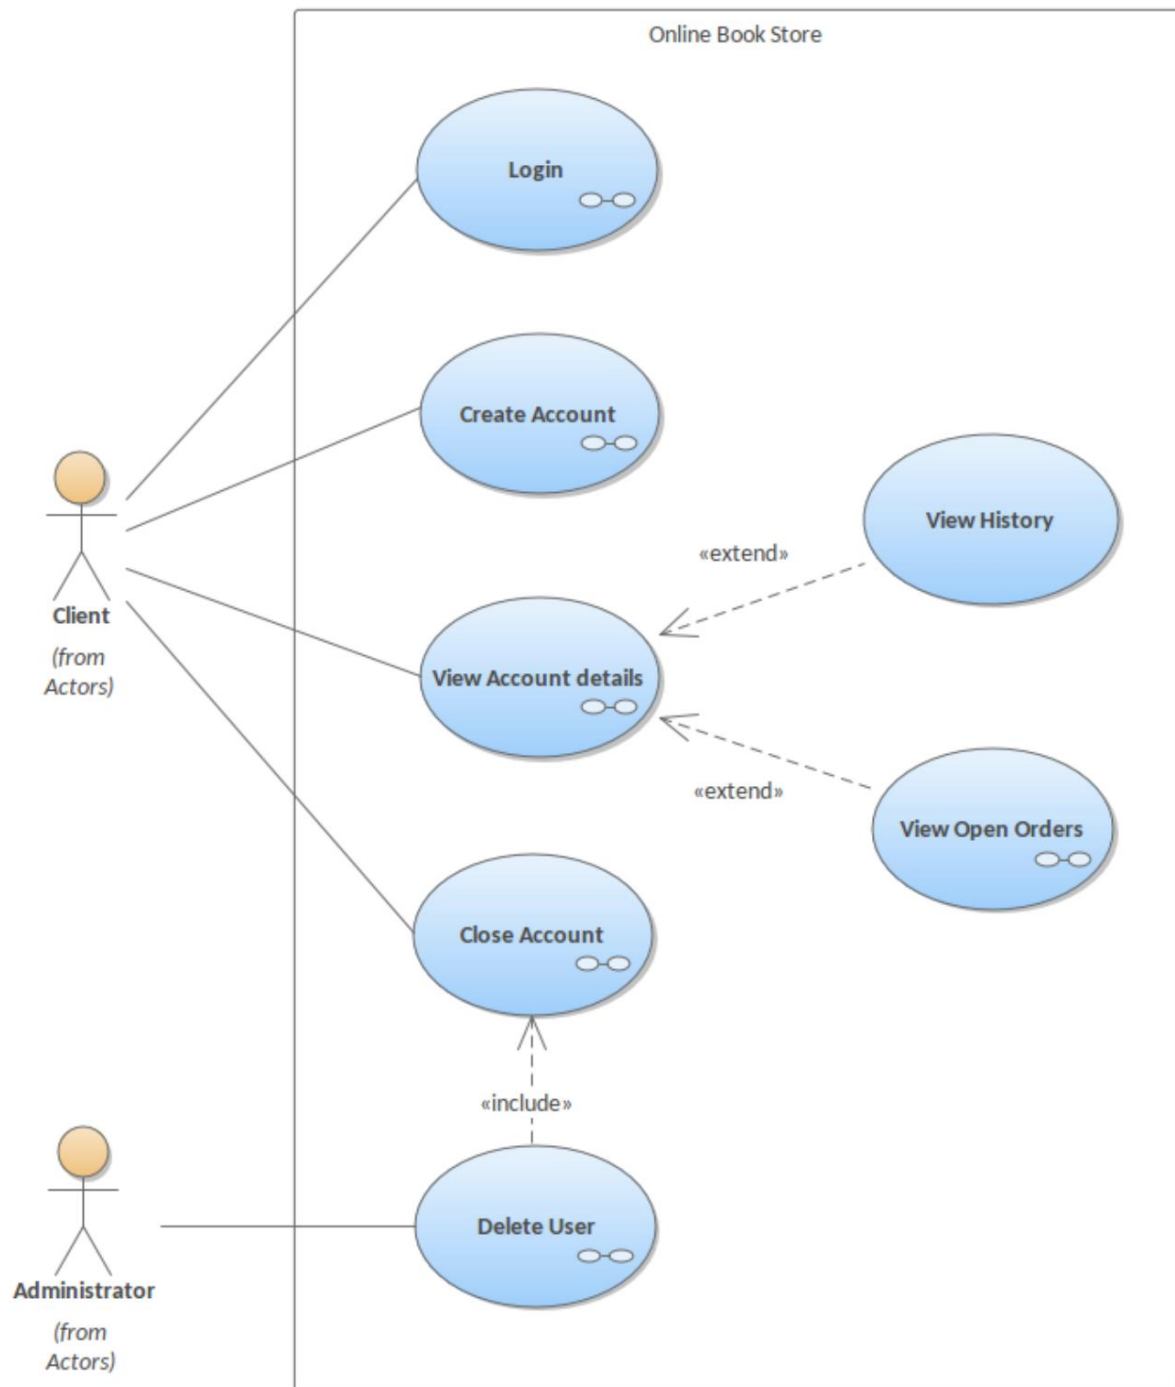 Online Book Store
Login
Create Account
View History
«extend»
Client
(from
Actors)
View Account details
«extend»
View Open Orders
Close Account
«include»
Delete User
Administrator
(from
Actors)